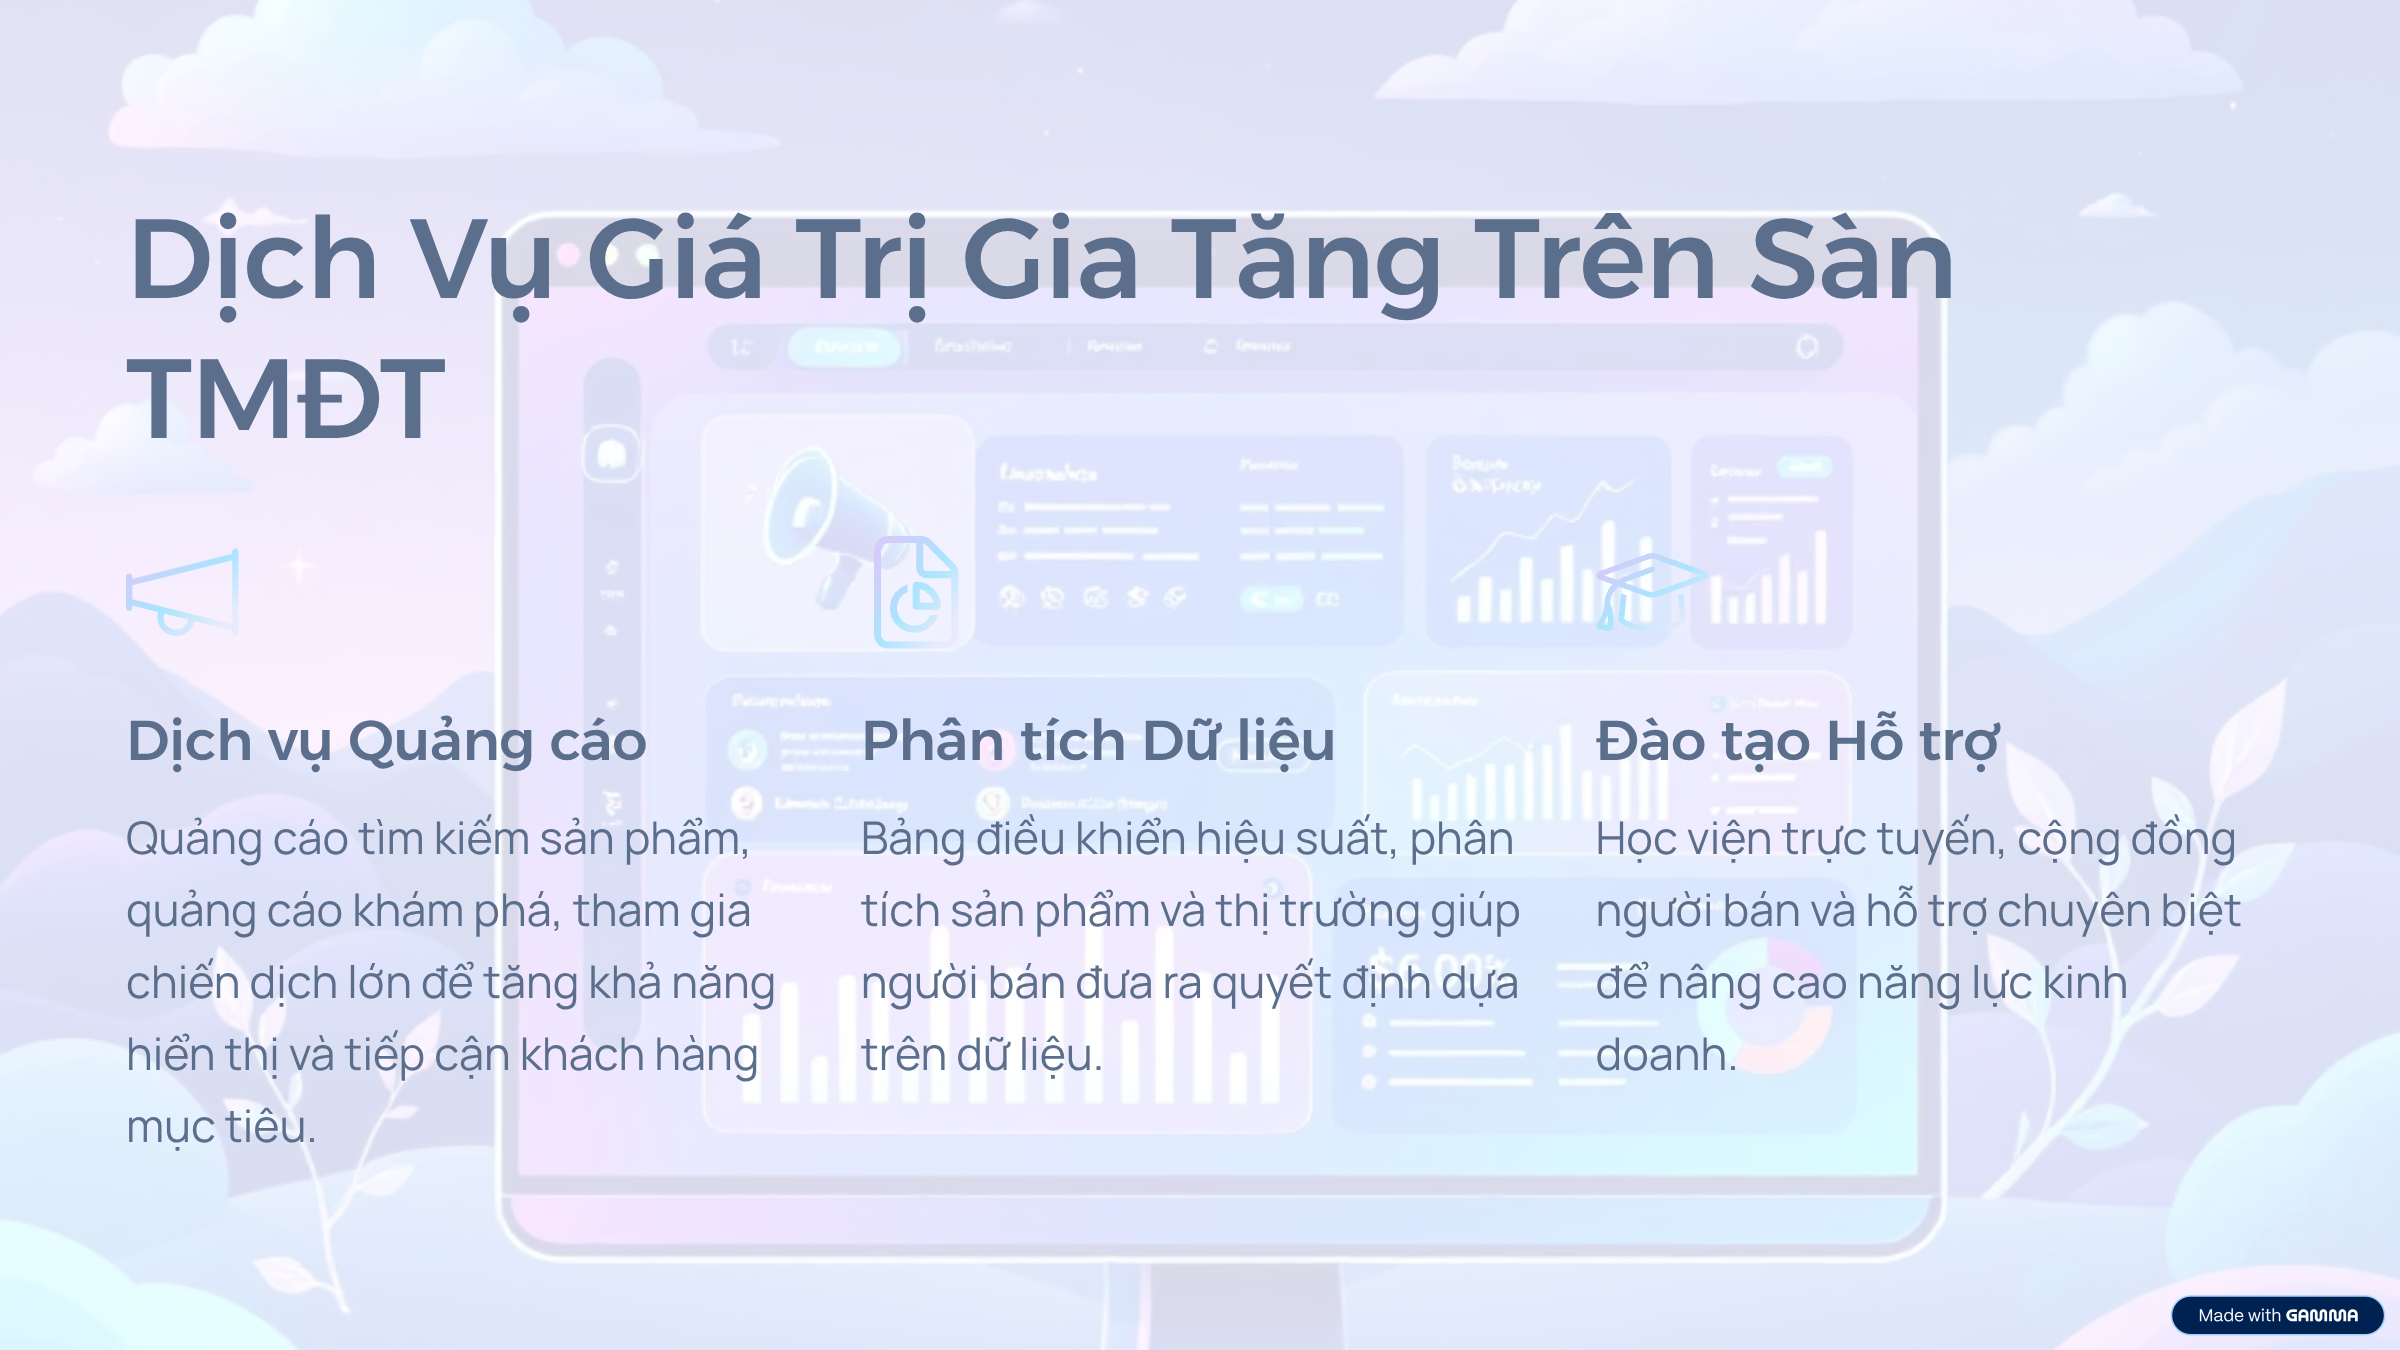 Dịch Vụ Giá Trị Gia Tăng Trên Sàn
TMĐT
Dịch vụ Quảng cáo
Quảng cáo tìm kiếm sản phẩm,
quảng cáo khám phá, tham gia
chiến dịch lớn để tăng khả năng
hiển thị và tiếp cận khách hàng
mục tiêu.
Phân tích Dữ liệu
Bảng điều khiển hiệu suất, phân
tích sản phẩm và thị trường giúp
người bán đưa ra quyết định dựa
trên dữ liệu.
Đào tạo Hỗ trợ
Học viện trực tuyến, cộng đồng
người bán và hỗ trợ chuyên biệt
để nâng cao năng lực kinh
doanh.
Made with GAMMA